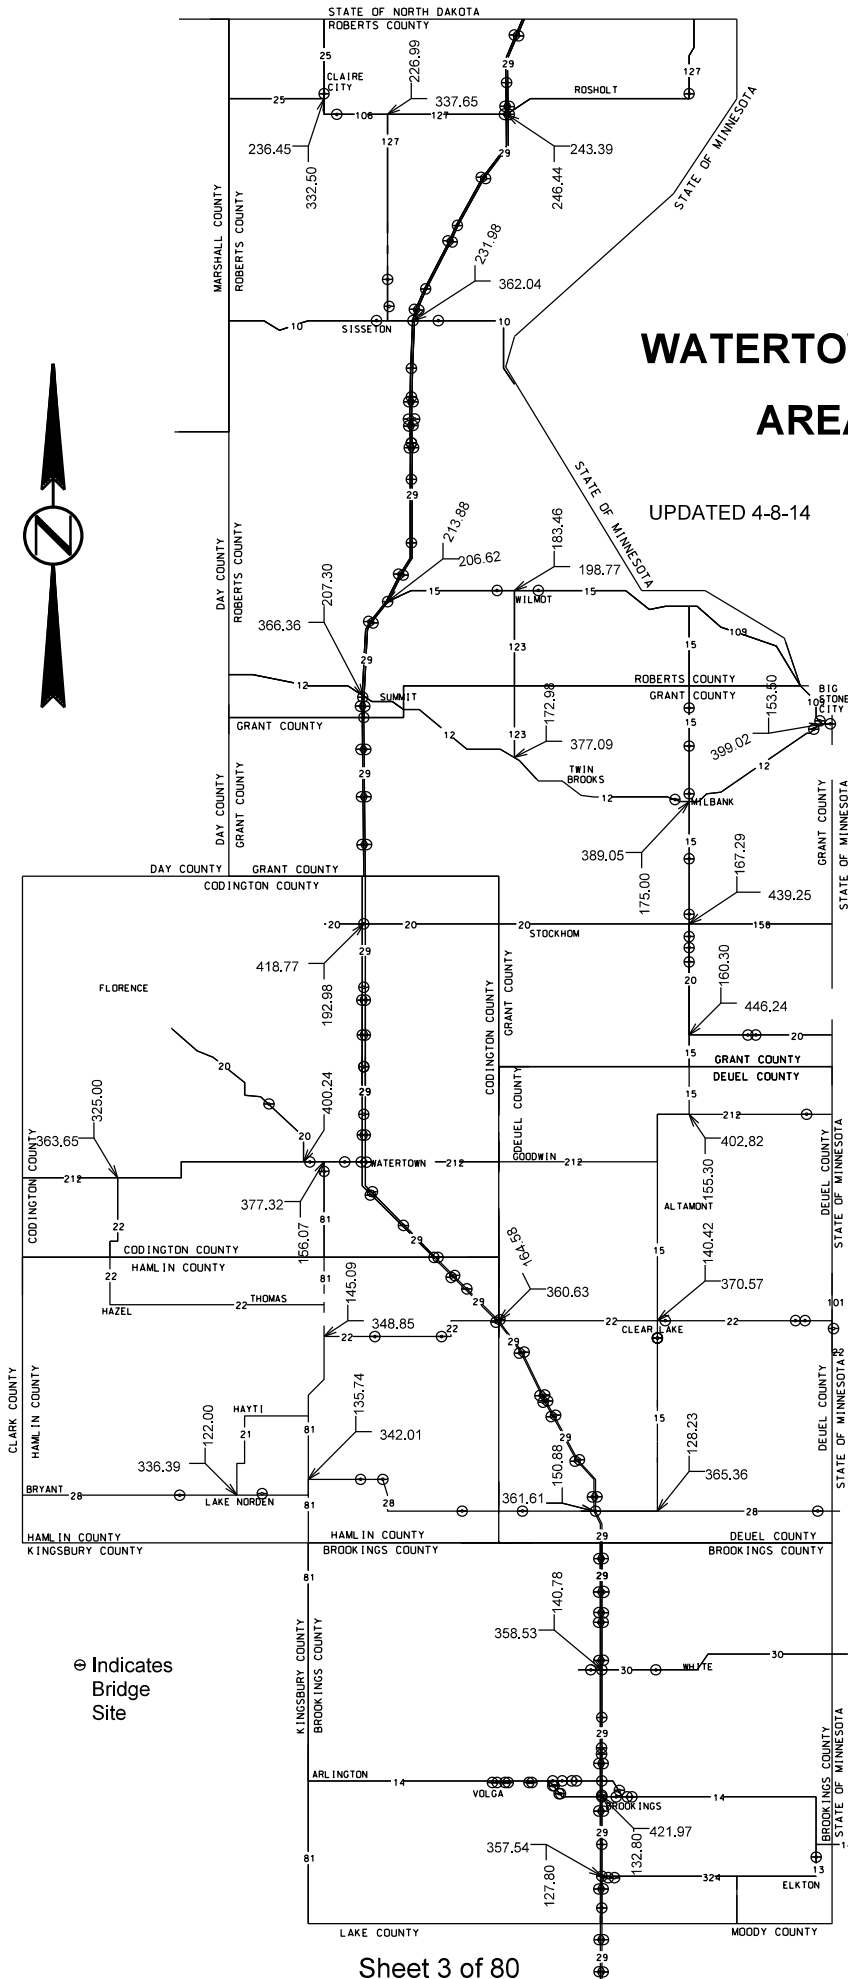 STATE OF NORTH DAKOTA
ROBERTS COUNTY
29
25
CLAIRE
CITY
226.99
127
ROSHOLT
25
337.65
106
127
127
236.45
332.50
29
243.39
246.44
STATE OF MINNESOTA
MARSHALL COUNTY
ROBERTS COUNTY
231.98
362.04
10
SISSETON
10
WATERTO
AREA
STATE OF MINNESOTA
UPDATED 4-8-14
29
213.88
206.62
183.46
198.77
DAY COUNTY
ROBERTS COUNTY
207.30
366.36
15
WILMOT
15
109
123
15
29
12
SUMMIT
ROBERTS COUNTY
GRANT COUNTY
BIG
STONE
CITY
109
153.50
399.02
GRANT COUNTY
172.98
377.09
123
15
12
12
29
TWIN
BROOKS
12
MILBANK
DAY COUNTY
GRANT COUNTY
389.05
175.00
15
GRANT COUNTY
STATE OF MINNESOTA
DAY COUNTY
GRANT COUNTY
CODINGTON COUNTY
167.29
439.25
20
20
20
STOCKHOM
158
29
418.77
192.98
FLORENCE
CODINGTON COUNTY
GRANT COUNTY
160.30
446.24
20
20
15
GRANT COUNTY
DEUEL COUNTY
20
29
15
325.00
363.65
400.24
20
DEUEL COUNTY
212
402.82
155.30
212
WATERTOWN
212
GOODWIN
212
CODINGTON COUNTY
377.32
156.07
81
ALTAMONT
DEUEL COUNTY
STATE OF MINNESOTA
22
29
15
140.42
370.57
CODINGTON COUNTY
HAMLIN COUNTY
164.58
360.63
22
81
HAZEL
22
THOMAS
145.09
348.85
29
22
22
22
CLEAR LAKE
22
101
22
29
CLARK COUNTY
HAMLIN COUNTY
HAYTI
21
81
135.74
342.01
122.00
336.39
15
128.23
365.36
29
150.88
361.61
DEUEL COUNTY
STATE OF MINNESOTA
BRYANT
28
LAKE NORDEN
81
28
28
HAMLIN COUNTY
KINGSBURY COUNTY
HAMLIN COUNTY
BROOKINGS COUNTY
29
DEUEL COUNTY
BROOKINGS COUNTY
81
29
140.78
358.53
KINGSBURY COUNTY
BROOKINGS COUNTY
30
WHITE
30
Indicates
Bridge
Site
29
ARLINGTON
14
VOLGA
BROOKINGS
14
BROOKINGS COUNTY
STATE OF MINNESOTA
29
421.97
132.80
357.54
127.80
81
324
13
ELKTON
LAKE COUNTY
MOODY COUNTY
29
Sheet 3 of 80